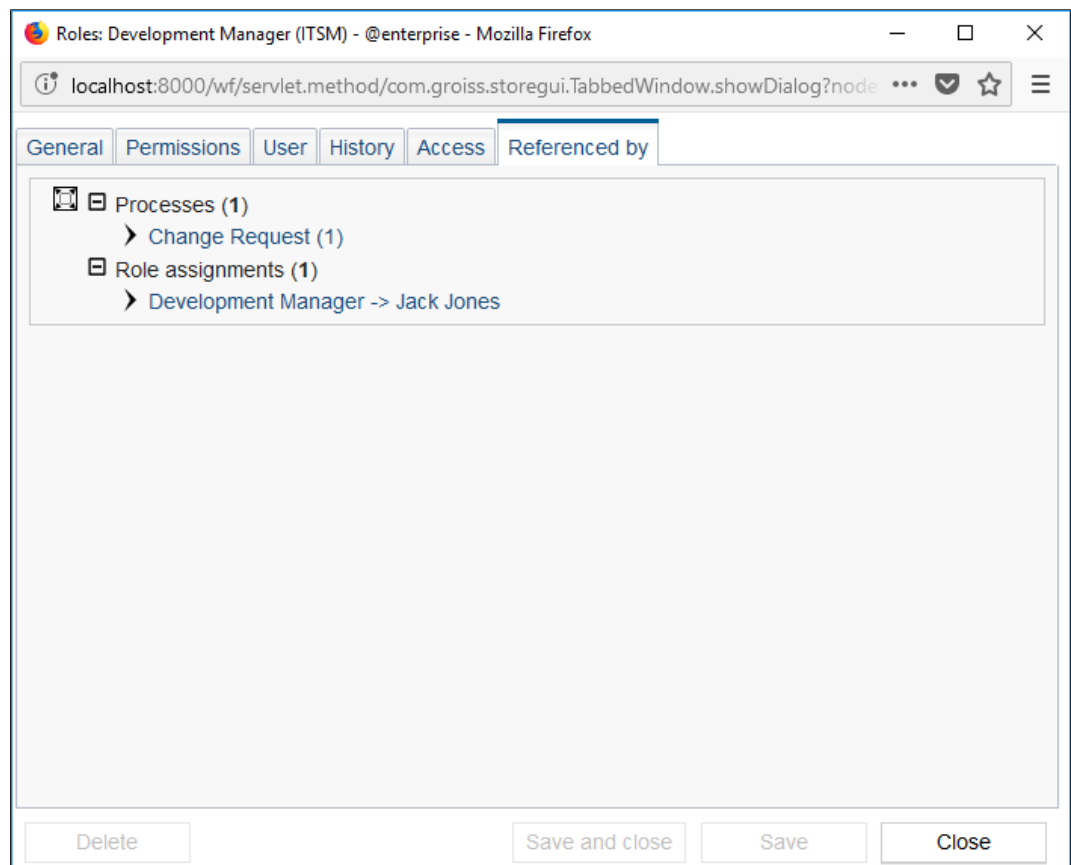 Roles: Development Manager (ITSM) - @enterprise - Mozilla Firefox
localhost:8000/wf/servlet.method/com.groiss.storegui.TabbedWindow.showDialog?node
General Permissions User History Access Referenced by
Processes (1)
Change Request (1)
Role assignments (1)
Development Manager -> Jack Jones
Delete Save and close Save Close